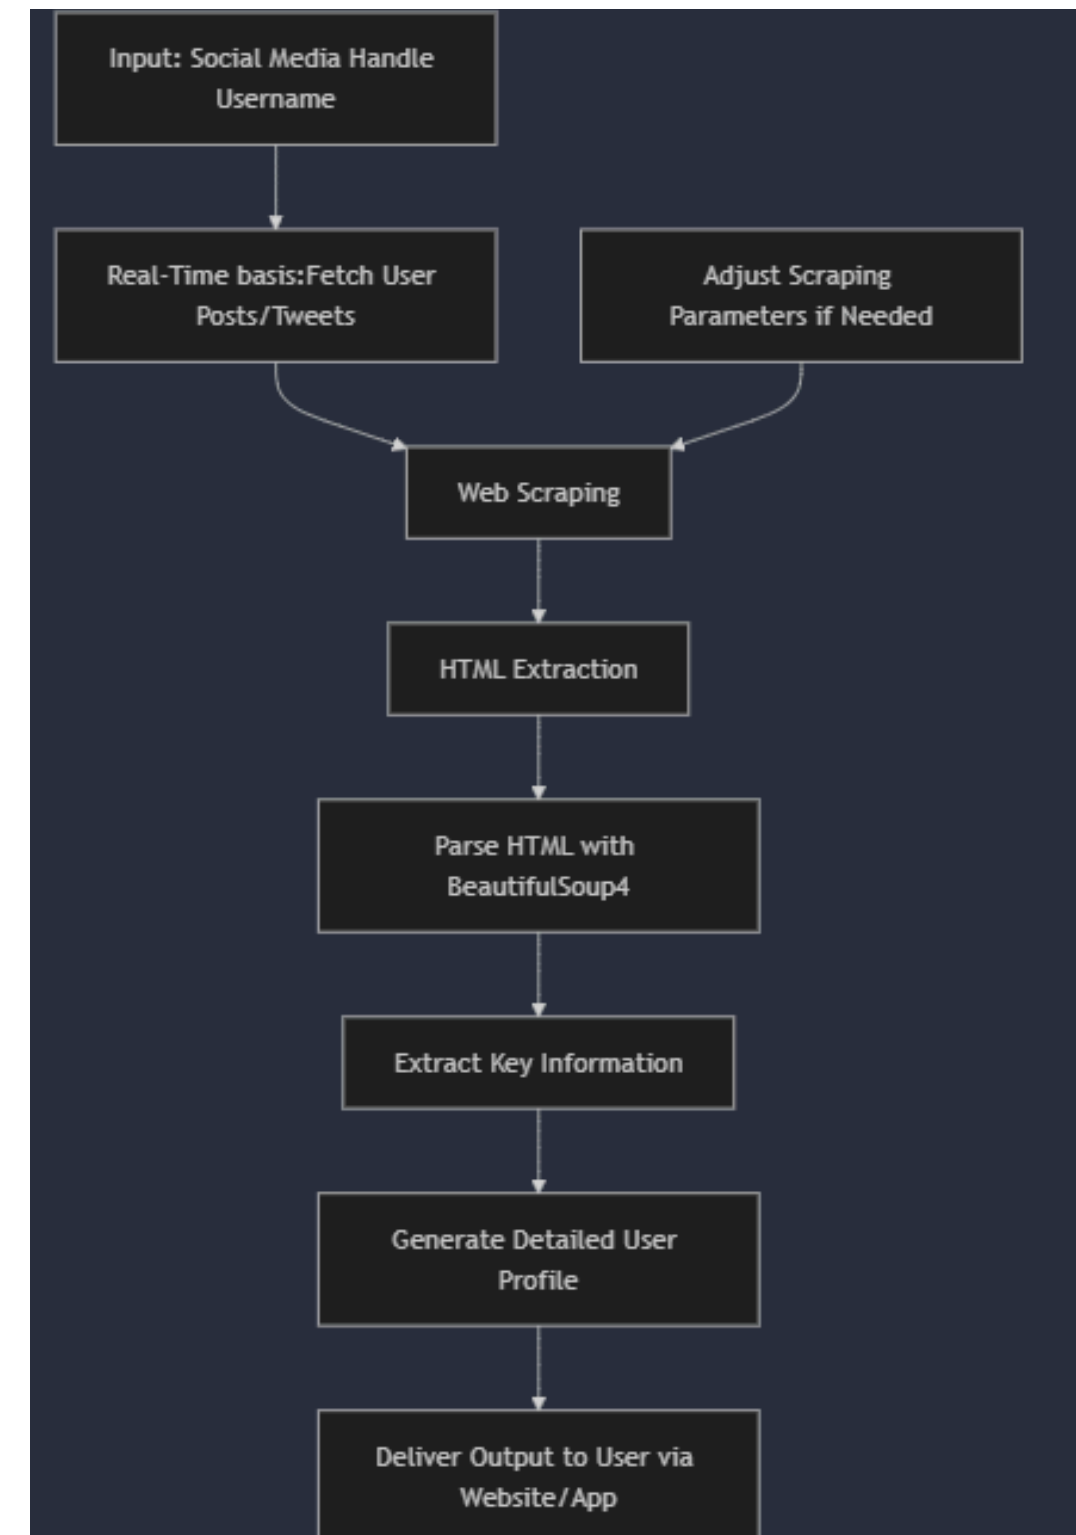 Input: Social Media Handle
Username
Real-Time basis:Fetch User
Posts/Tweets
Adjust Scraping
Parameters if Needed
Web Scraping
HTML Extraction
Parse HTML with
BeautifulSoup4
Extract Key Information
Generate Detailed User
Profile
Deliver Output to User via
Website/App